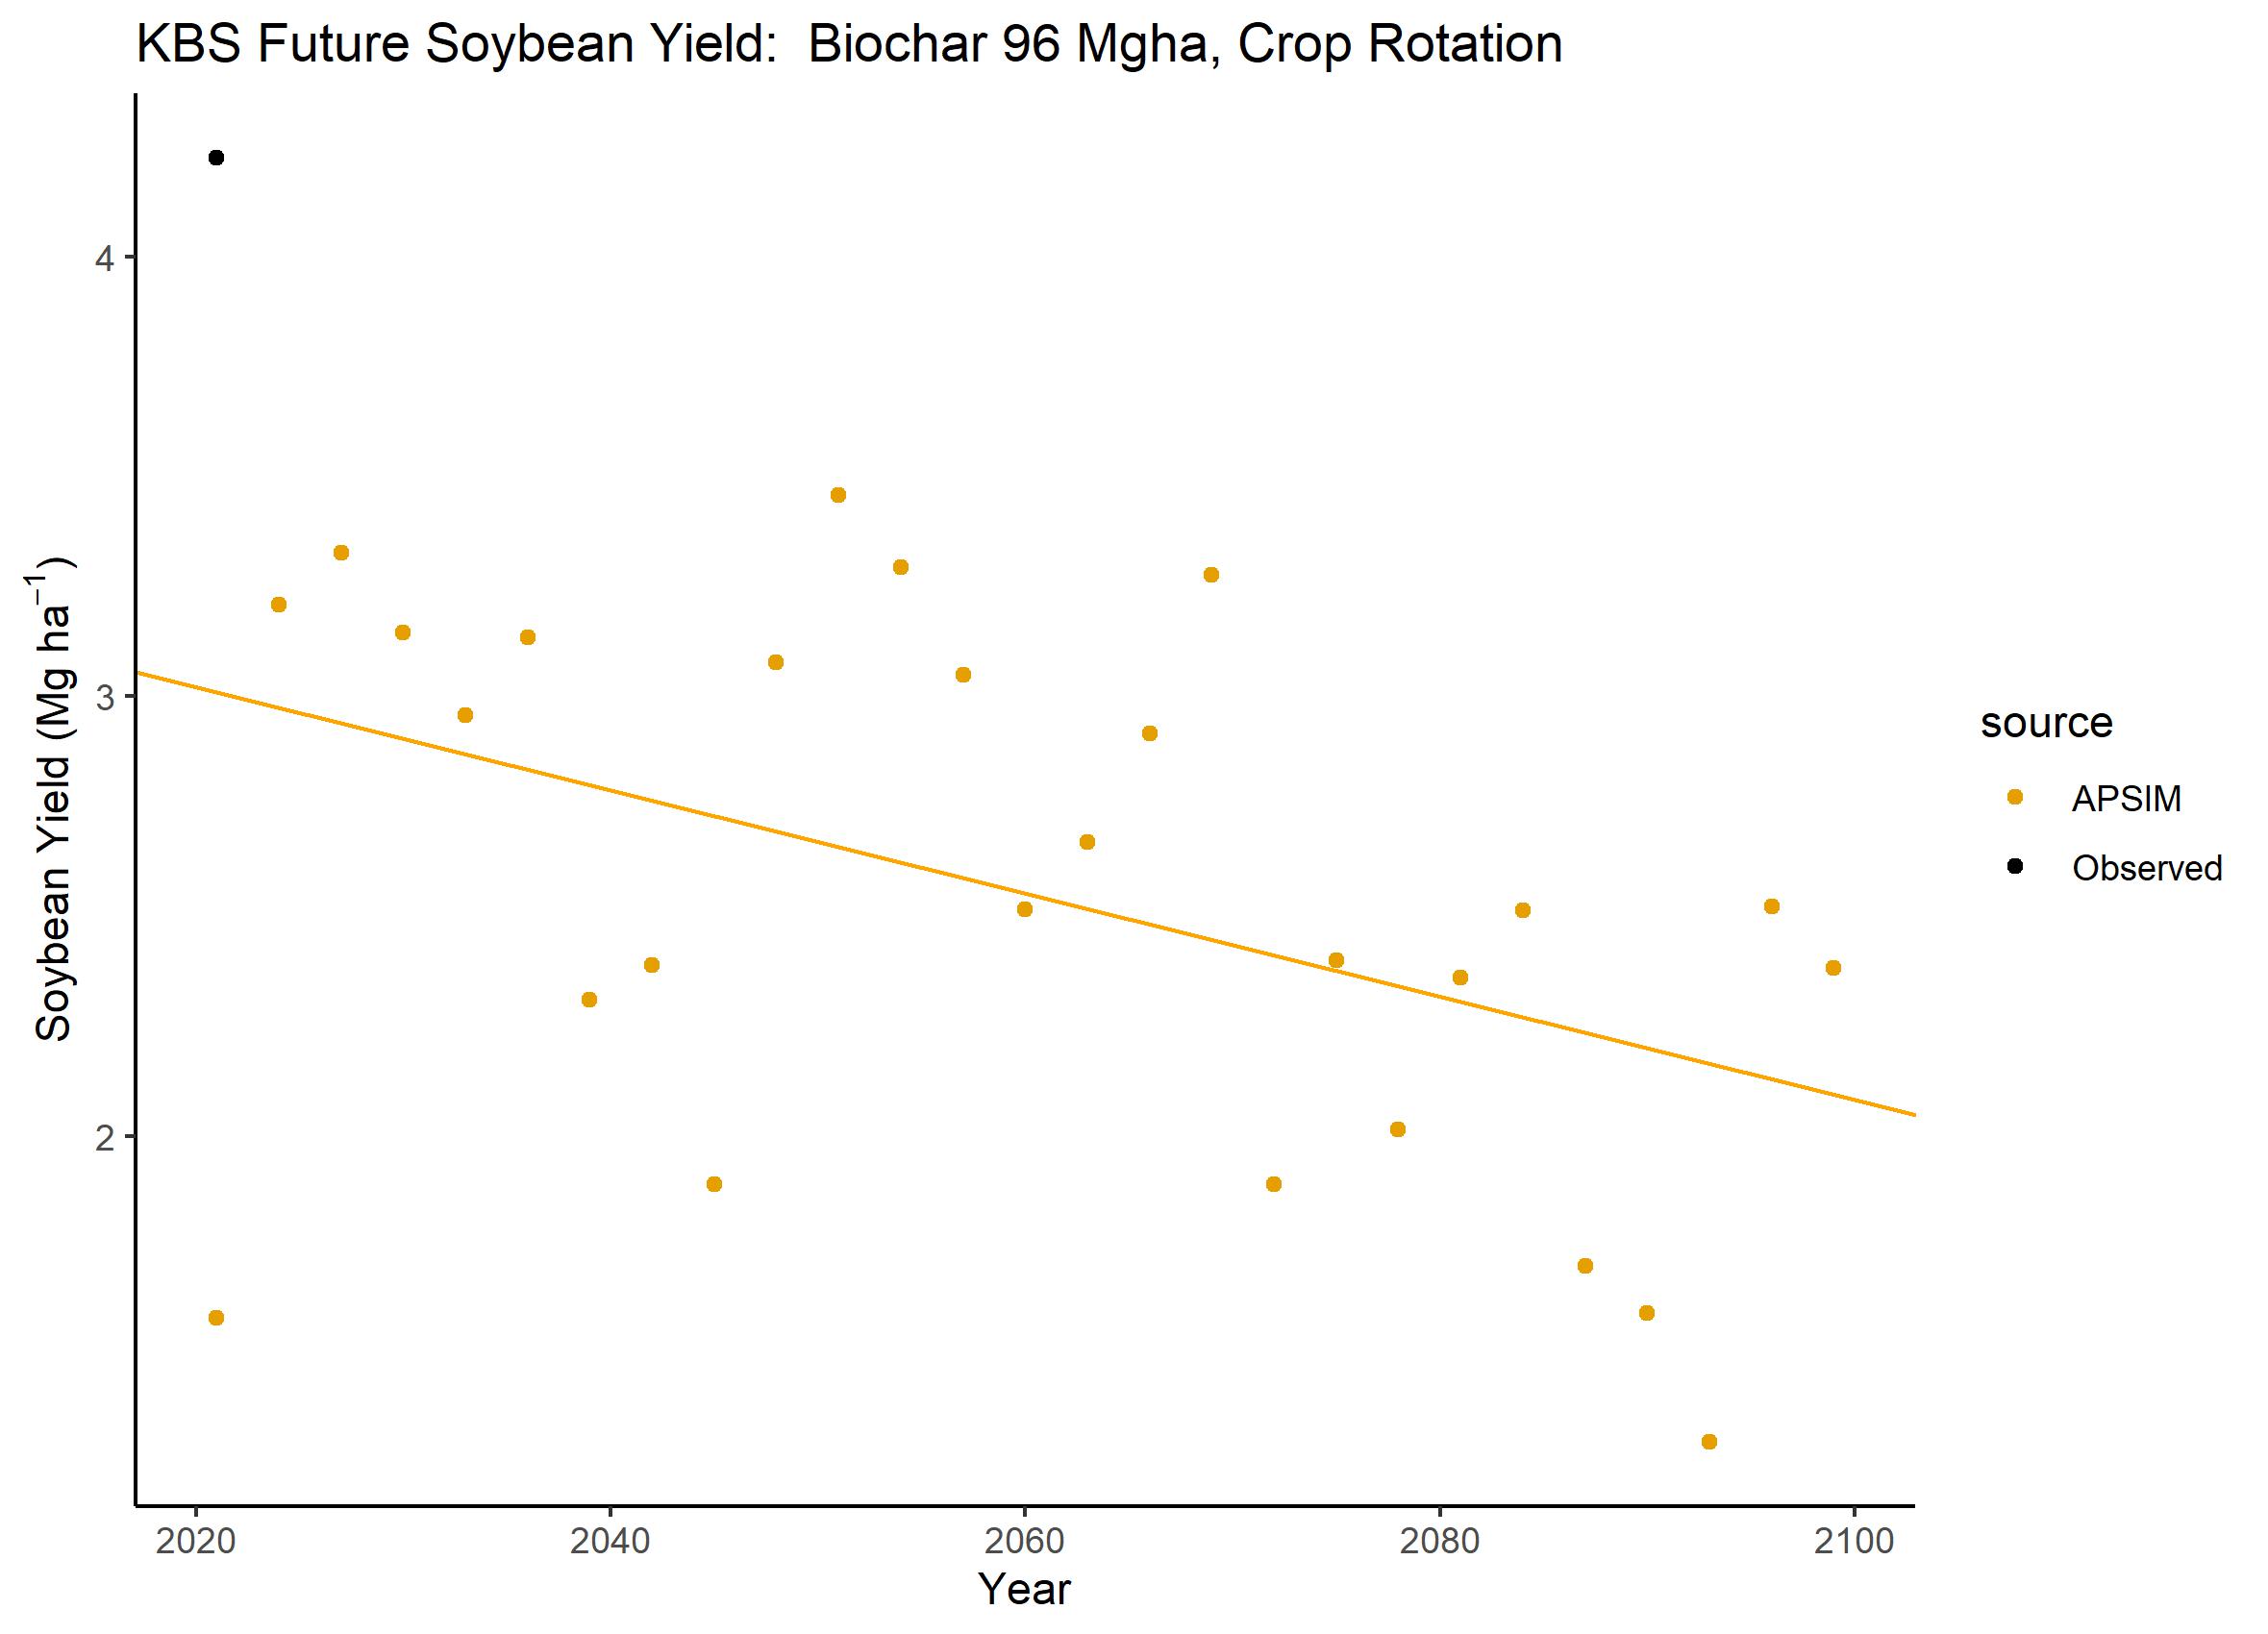 KBS Future Soybean Yield:  Biochar 96 Mgha, Crop Rotation
Soybean Yield (Mg ha⁻¹)
4
3
2
2020
2040
2060
2080
2100
Year
source
APSIM
Observed